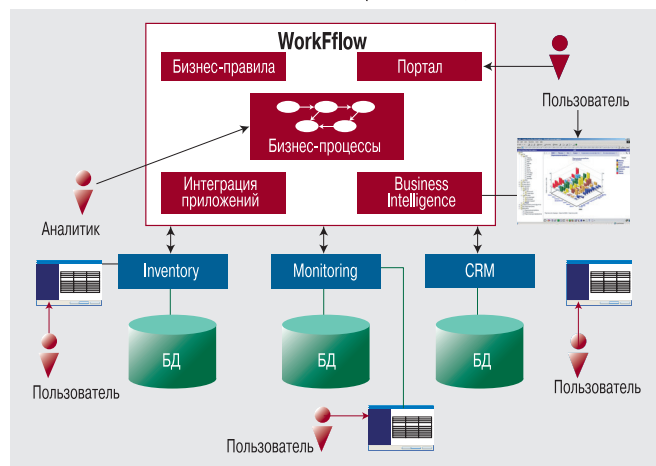 WorkFflow
Бизнес-правила
Портал
Пользователь
Бизнес-процессы
Аналитик
Интеграция
приложений
Business
Intelligence
Inventory
Monitoring
CRM
БД
БД
БД
Пользователь
Пользователь
Пользователь